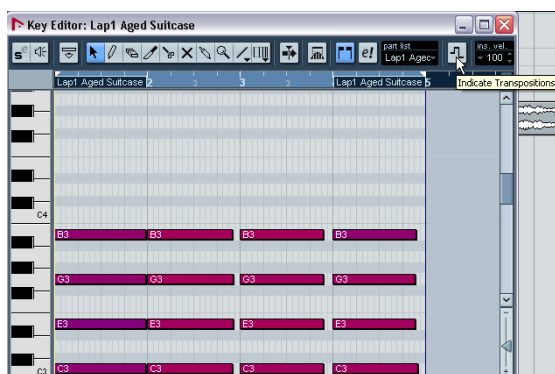 Key Editor: Lap1 Aged Suitcase
e!
part list
Lap1 Agec
ins. vel.
100
Indicate Transpositions
Lap1 Aged Suitcase 2 3 3 Lap1 Aged Suitcase 5
C4
B3 B3 B3 B3
G3 G3 G3 G3
E3 E3 E3 E3
C3 C3 C3 C3 C3